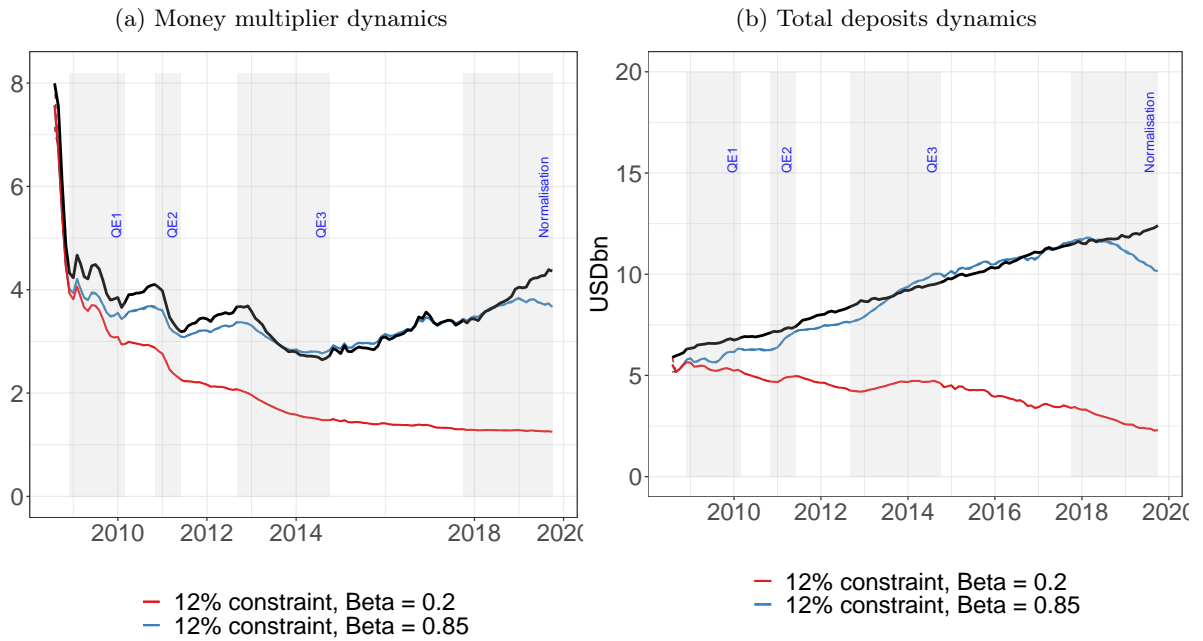 (a) Money multiplier dynamics
8
6
4
2
0
QE1
QE2
QE3
Normalisation
2010
2012
2014
2018
2020
12% constraint, Beta = 0.2
12% constraint, Beta = 0.85
(b) Total deposits dynamics
USDbn
20
15
10
5
0
QE1
QE2
QE3
Normalisation
2010
2012
2014
2016
2018
2020
12% constraint, Beta = 0.2
12% constraint, Beta = 0.85